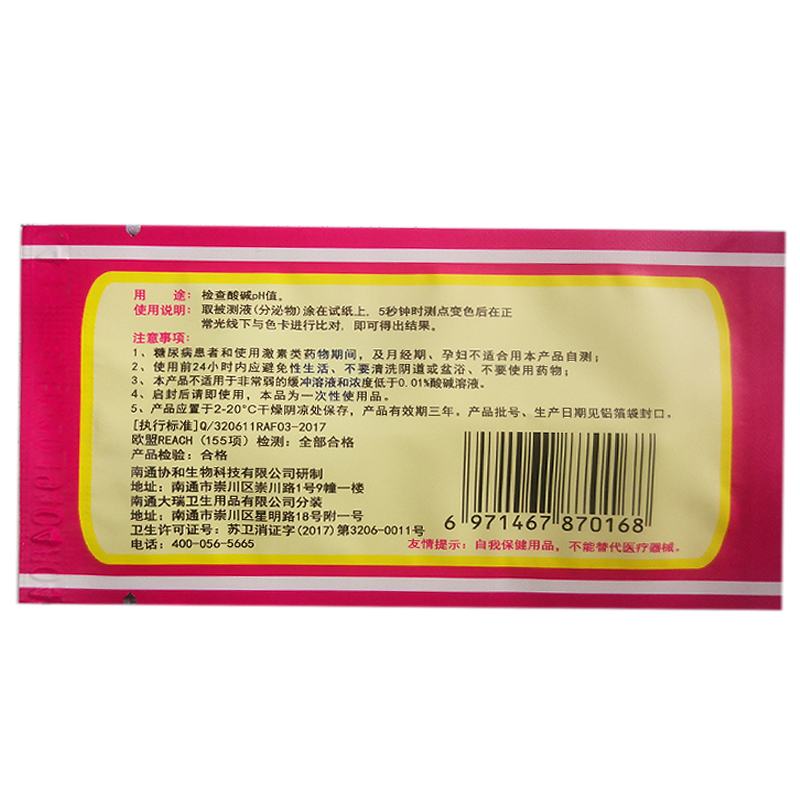 用　　途：检查酸碱pH值。
使用说明：取被测液(分泌物)涂在试纸上，5秒钟时测点变色后在正
常光线下与色卡进行比对，即可得出结果。
注意事项：
1、糖尿病患者和使用激素类药物期间，及月经期、孕妇不适合用本产品自测；
2、使用前24小时内应避免性生活、不要清洗阴道或盆浴、不要使用药物；
3、本产品不适用于非常弱的缓冲溶液和浓度低于0.01%酸碱溶液。
4、启封后请即使用，本品为一次性使用品。
5、产品应置于2-20℃干燥阴凉处保存，产品有效期三年。产品批号、生产日期见铝箔袋封口。
[执行标准]Q/320611RAF03-2017
欧盟REACH（155项）检测：全部合格
产品检验：合格
南通协和生物科技有限公司研制
地址：南通市崇川区崇川路1号9幢一楼
南通大瑞卫生用品有限公司分装
地址：南通市崇川区星明路18号附一号
卫生许可证号：苏卫消证字(2017)第3206-0011号
电话：400-056-5665
6 971467 870168
友情提示：自我保健用品，不能替代医疗器械。